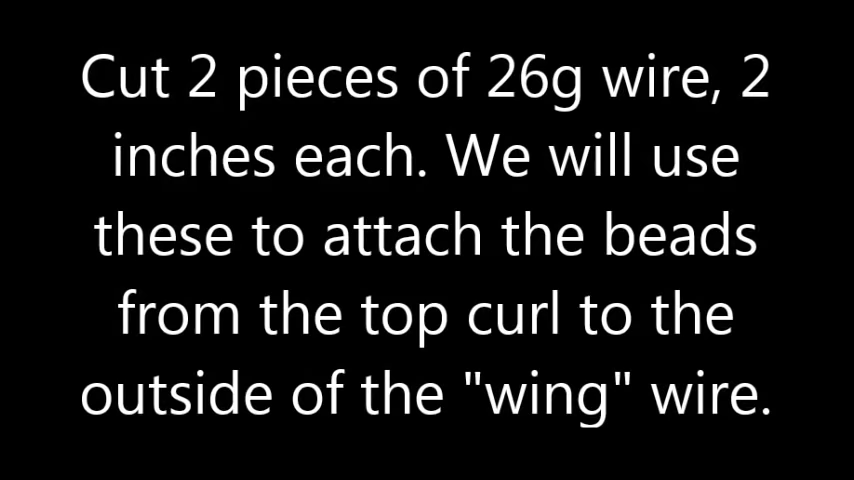 Cut 2 pieces of 26g wire, 2
inches each. We will use
these to attach the beads
from the top curl to the
outside of the "wing" wire.